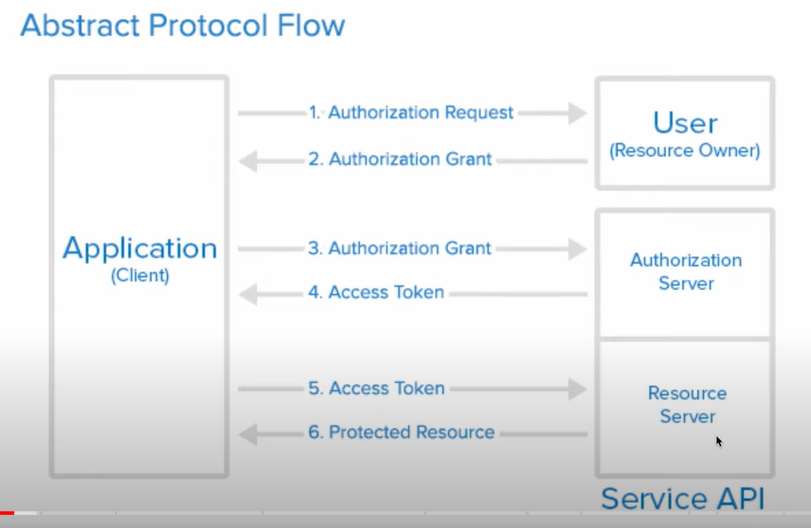 Abstract Protocol Flow
1. Authorization Request
User
(Resource Owner)
2. Authorization Grant
Application
(Client)
3. Authorization Grant
Authorization
Server
4. Access Token
5. Access Token
Resource
Server
6. Protected Resource
Service API